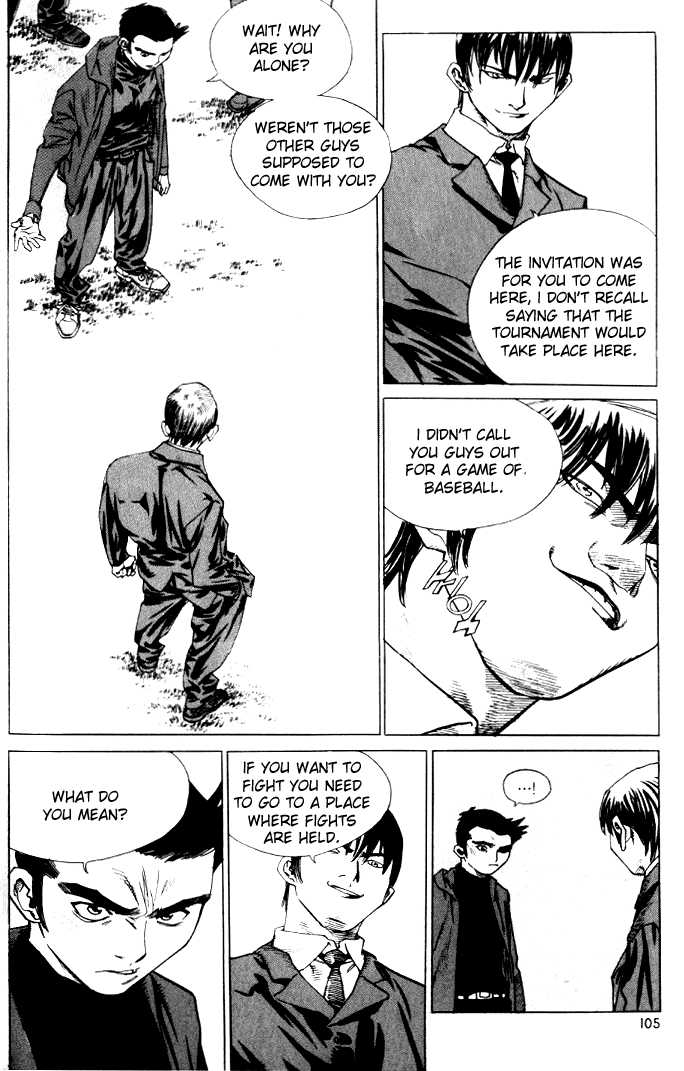 WAIT! WHY
ARE YOU
ALONE?
WEREN'T THOSE
OTHER GUYS
SUPPOSED TO
COME WITH YOU?
THE INVITATION WAS
FOR YOU TO COME
HERE, I DON'T RECALL
SAYING THAT THE
TOURNAMENT WOULD
TAKE PLACE HERE.
I DIDN'T CALL
YOU GUYS OUT
FOR A GAME OF
BASEBALL.
WHAT DO
YOU MEAN?
IF YOU WANT TO
FIGHT YOU NEED
TO GO TO A PLACE
WHERE FIGHTS
ARE HELD.
...!
105